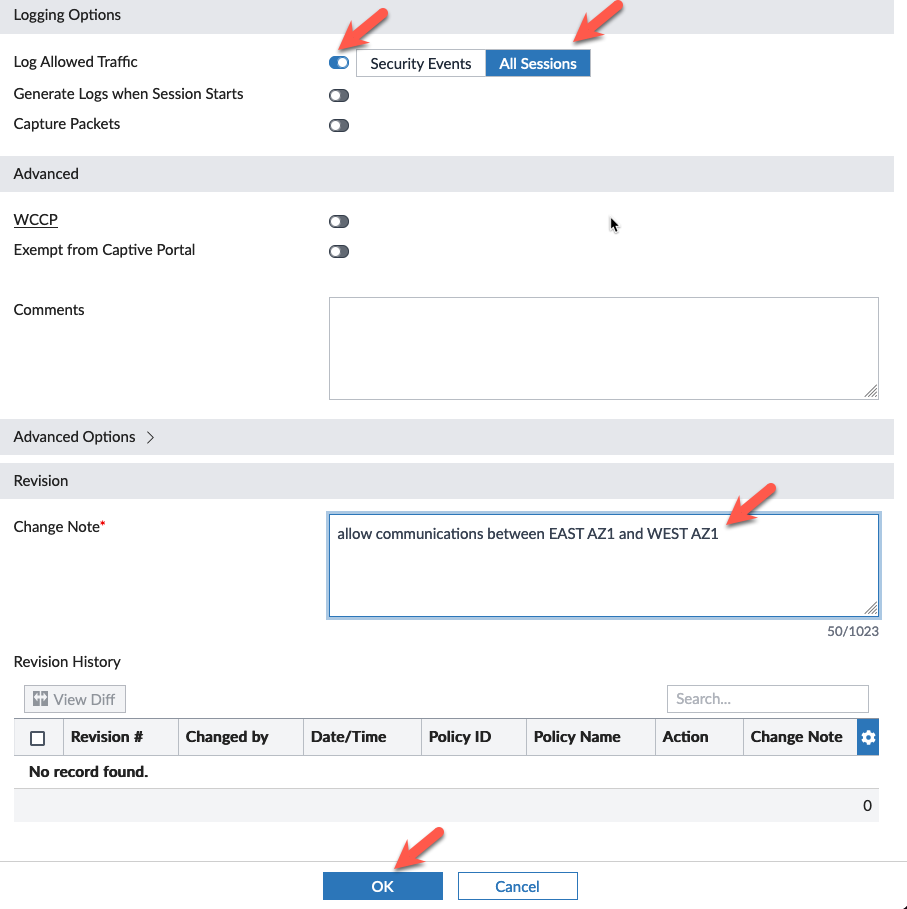 Logging Options
Log Allowed Traffic Security Events All Sessions
Generate Logs when Session Starts
Capture Packets
Advanced
WCCP
Exempt from Captive Portal
Comments
Advanced Options
Revision
Change Note* allow communications between EAST AZ1 and WEST AZ1
50/1023
Revision History
View Diff Search...
Revision # Changed by Date/Time Policy ID Policy Name Action Change Note
No record found.
0
OK Cancel